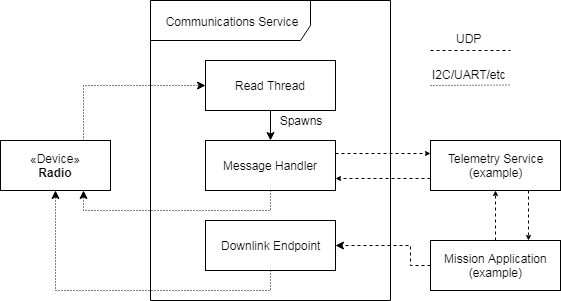 Communications Service
UDP
I2C/UART/etc
Read Thread
Spawns
«Device»
Radio
Message Handler
Telemetry Service
(example)
Downlink Endpoint
Mission Application
(example)